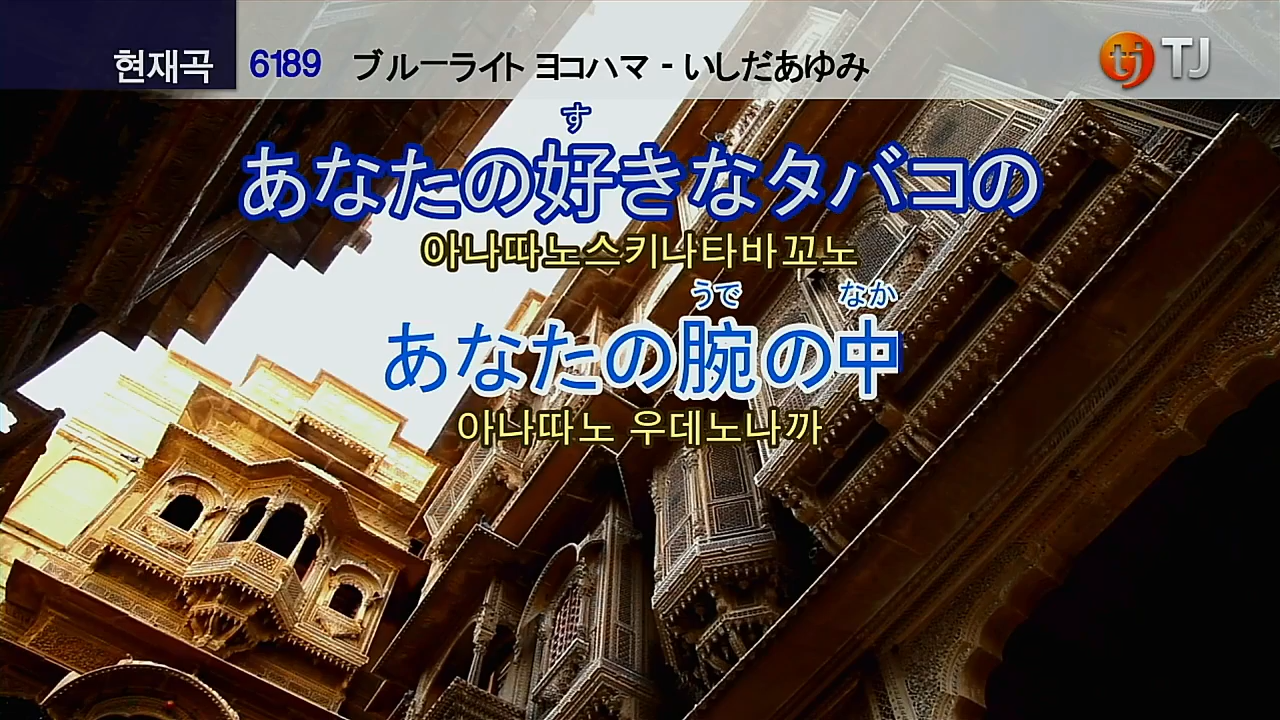 현재곡 6189 ブルーライト ヨコハマ - いしだあゆみ tj TJ
す
あなたの好きなタバコの
아나따노스키나타바꼬노
うで なか
あなたの腕の中
아나따노 우데노나까